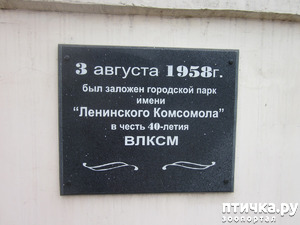 3 августа 1958г.
был заложен городской парк
имени
“Ленинского Комсомола”
в честь 40-летия
ВЛКСМ
птичка.ру
зоопортал